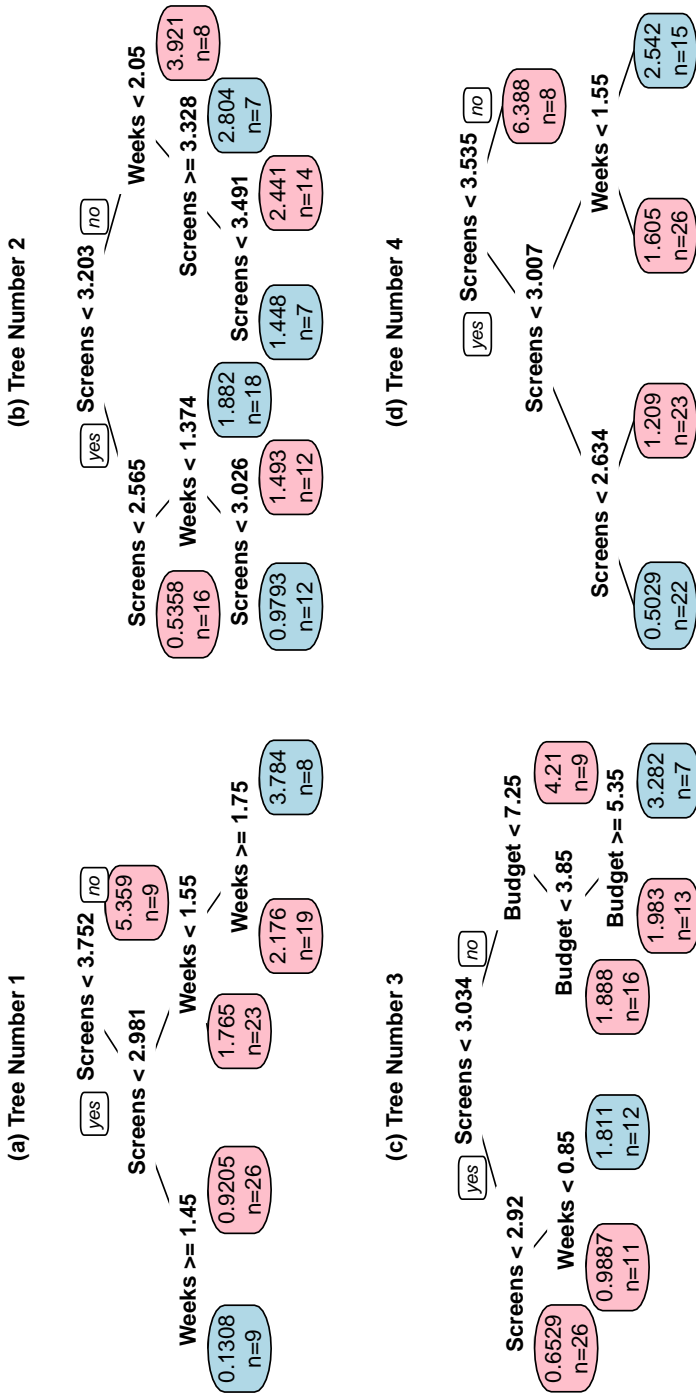 (a) Tree Number 1
Screens < 3.752
yes
no
5.359
n=9
Screens < 2.981
Weeks >= 1.45
Weeks < 1.55
0.1308
n=9
0.9205
n=26
1.765
n=23
Weeks >= 1.75
2.176
n=19
3.784
n=8
(b) Tree Number 2
Screens < 3.203
yes
no
Screens < 2.565
Weeks < 2.05
0.5358
n=16
Weeks < 1.374
Screens >= 3.328
3.921
n=8
Screens < 3.026
1.882
n=18
Screens < 3.491
2.804
n=7
0.9793
n=12
1.493
n=12
1.448
n=7
2.441
n=14
(c) Tree Number 3
Screens < 3.034
yes
no
Screens < 2.92
Budget < 7.25
0.6529
n=26
Weeks < 0.85
Budget < 3.85
4.21
n=9
0.9887
n=11
1.811
n=12
1.888
n=16
Budget >= 5.35
1.983
n=13
3.282
n=7
(d) Tree Number 4
Screens < 3.535
yes
no
6.388
n=8
Screens < 3.007
Screens < 2.634
Weeks < 1.55
0.5029
n=22
1.209
n=23
1.605
n=26
2.542
n=15